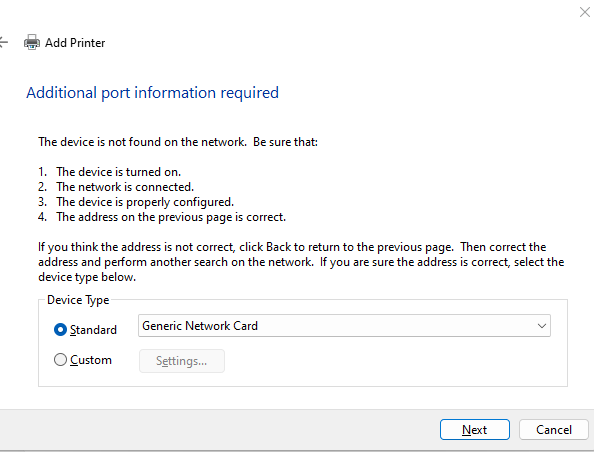 Add Printer
Additional port information required
The device is not found on the network.  Be sure that:
1.   The device is turned on.
2.   The network is connected.
3.   The device is properly configured.
4.   The address on the previous page is correct.
If you think the address is not correct, click Back to return to the previous page.  Then correct the
address and perform another search on the network.  If you are sure the address is correct, select the
device type below.
Device Type
Standard
Generic Network Card
Custom
Settings...
Next
Cancel